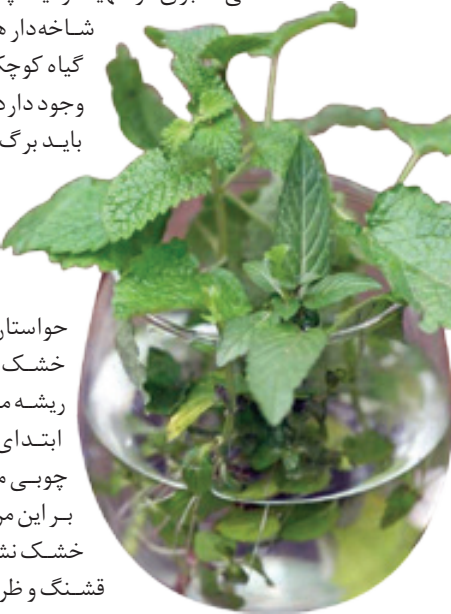 شاخه‌دار ه
گیاه کوچک
وجود دارد
باید برگ
حواستان
خشک
ریشه م
ابتدای
چوبی م
بر این مر
خشک نش
قشنگ و ظر